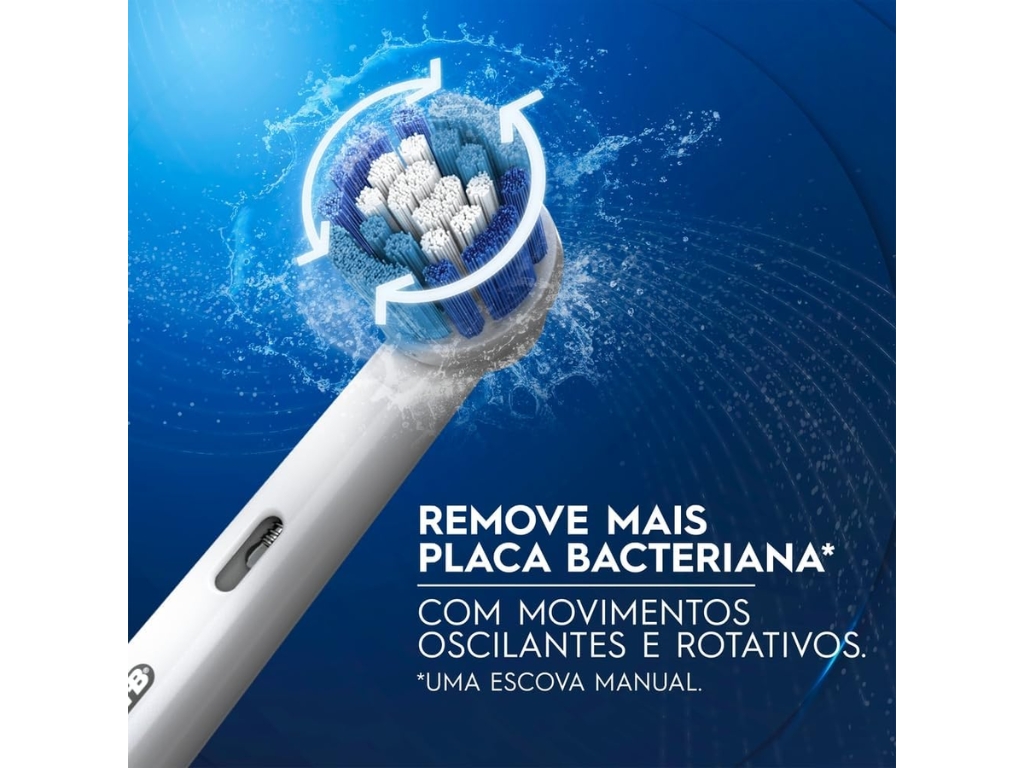 REMOVE MAIS
PLACA BACTERIANA*
COM MOVIMENTOS
OSCILANTES E ROTATIVOS.
*UMA ESCOVA MANUAL.